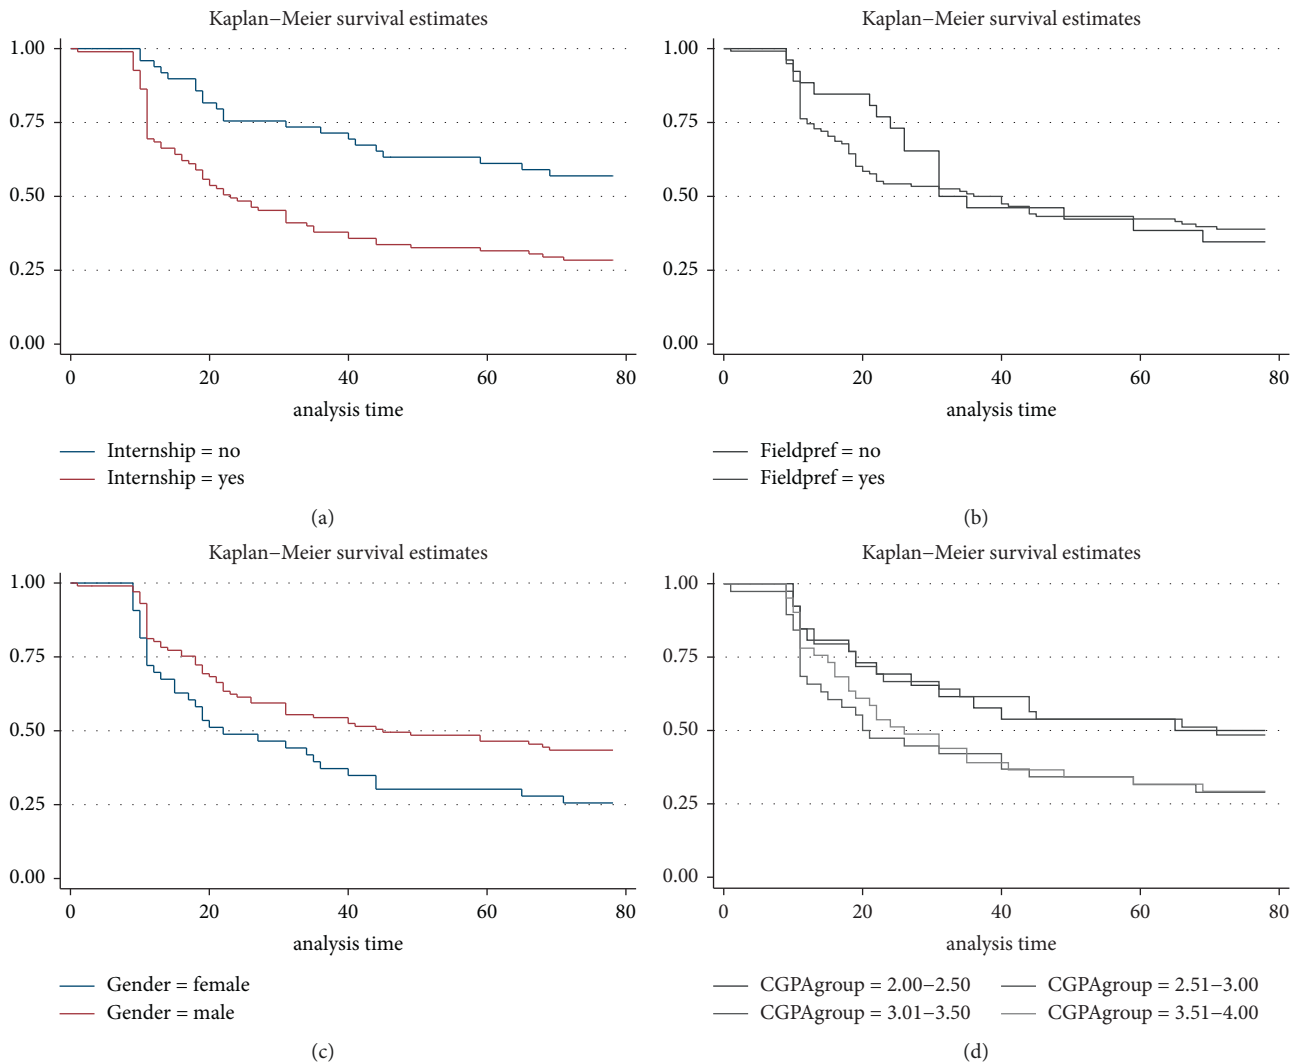 Kaplan−Meier survival estimates
1.00
0.75
0.50
0.25
0.00
0 20 40 60 80
analysis time
Internship = no
Internship = yes
(a)
Kaplan−Meier survival estimates
1.00
0.75
0.50
0.25
0.00
0 20 40 60 80
analysis time
Fieldpref = no
Fieldpref = yes
(b)
Kaplan−Meier survival estimates
1.00
0.75
0.50
0.25
0.00
0 20 40 60 80
analysis time
Gender = female
Gender = male
(c)
Kaplan−Meier survival estimates
1.00
0.75
0.50
0.25
0.00
0 20 40 60 80
analysis time
CGPAgroup = 2.00−2.50 CGPAgroup = 2.51−3.00
CGPAgroup = 3.01−3.50 CGPAgroup = 3.51−4.00
(d)